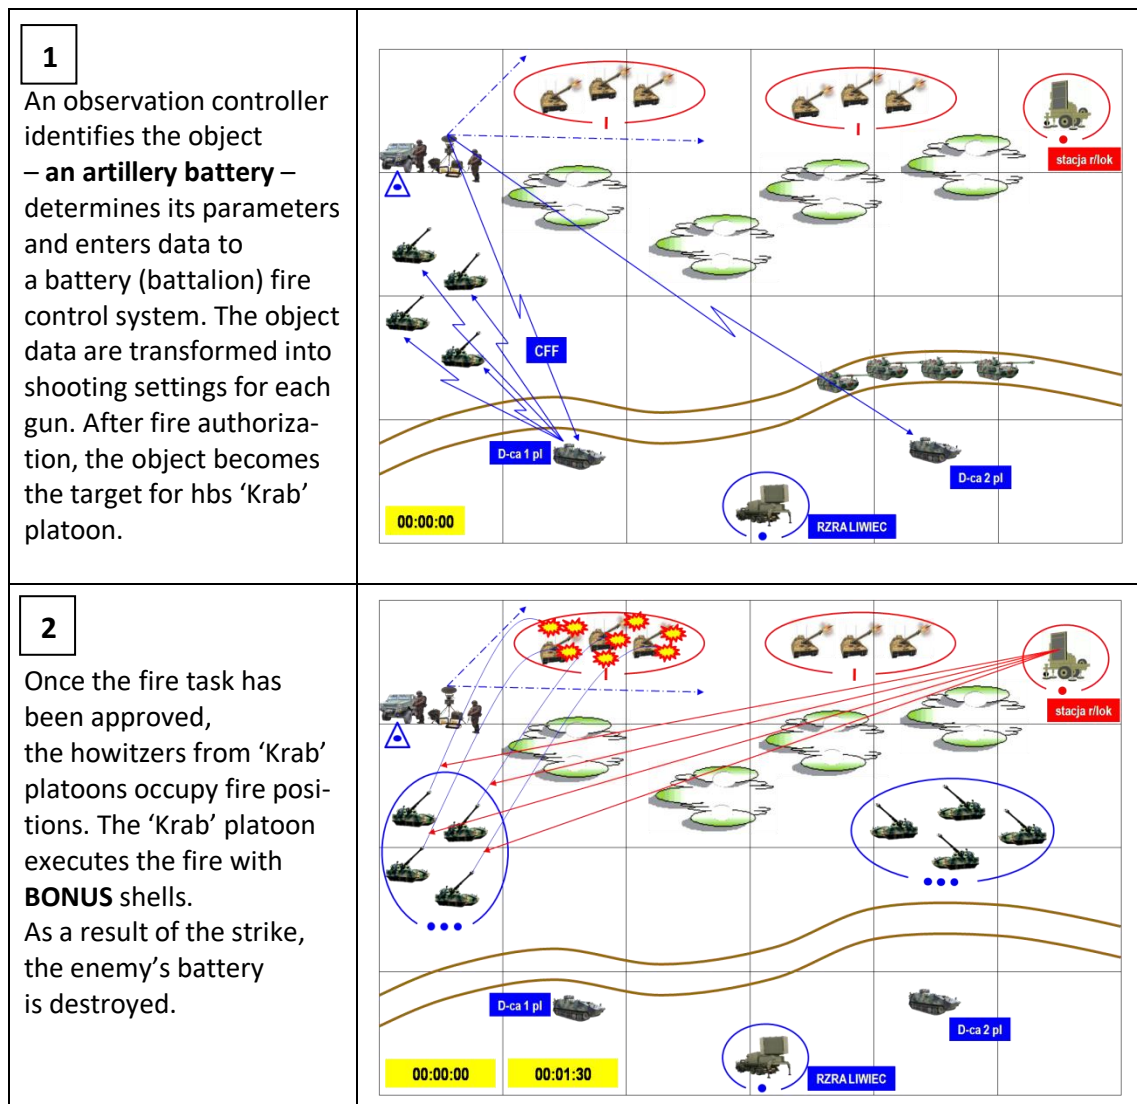 1
An observation controller
identifies the object
– an artillery battery –
determines its parameters
and enters data to
a battery (battalion) fire
control system. The object
data are transformed into
shooting settings for each
gun. After fire authoriza-
tion, the object becomes
the target for hbs ‘Krab’
platoon.
I
I
stacja r/lok
CFF
D-ca 1 pl
D-ca 2 pl
RZRA LIWIEC
00:00:00
2
Once the fire task has
been approved,
the howitzers from ‘Krab’
platoons occupy fire posi-
tions. The ‘Krab’ platoon
executes the fire with
BONUS shells.
As a result of the strike,
the enemy’s battery
is destroyed.
I
I
stacja r/lok
D-ca 1 pl
D-ca 2 pl
RZRA LIWIEC
00:00:00
00:01:30